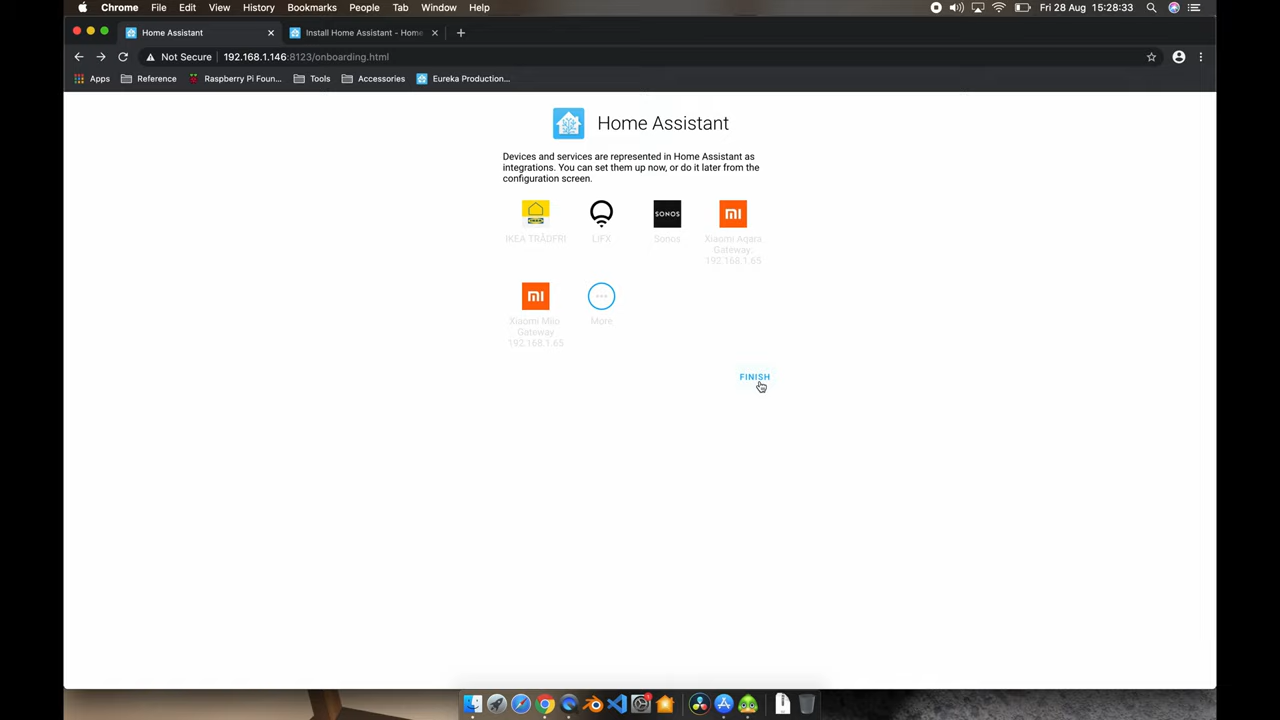 Chrome File Edit View History Bookmarks People Tab Window Help Fri 28 Aug 15:28:33
Home Assistant Install Home Assistant - Home
Not Secure 192.168.1.146:8123/onboarding.html
Apps Reference Raspberry Pi Foun... Tools Accessories Eureka Production...
Home Assistant
Devices and services are represented in Home Assistant as
integrations. You can set them up now, or do it later from the
configuration screen.
SONOS
IKEA TRÅDFRI LIFX Sonos Xiaomi Aqara
Gateway:
192.168.1.65
Xiaomi Miio
Gateway
192.168.1.65
More
FINISH